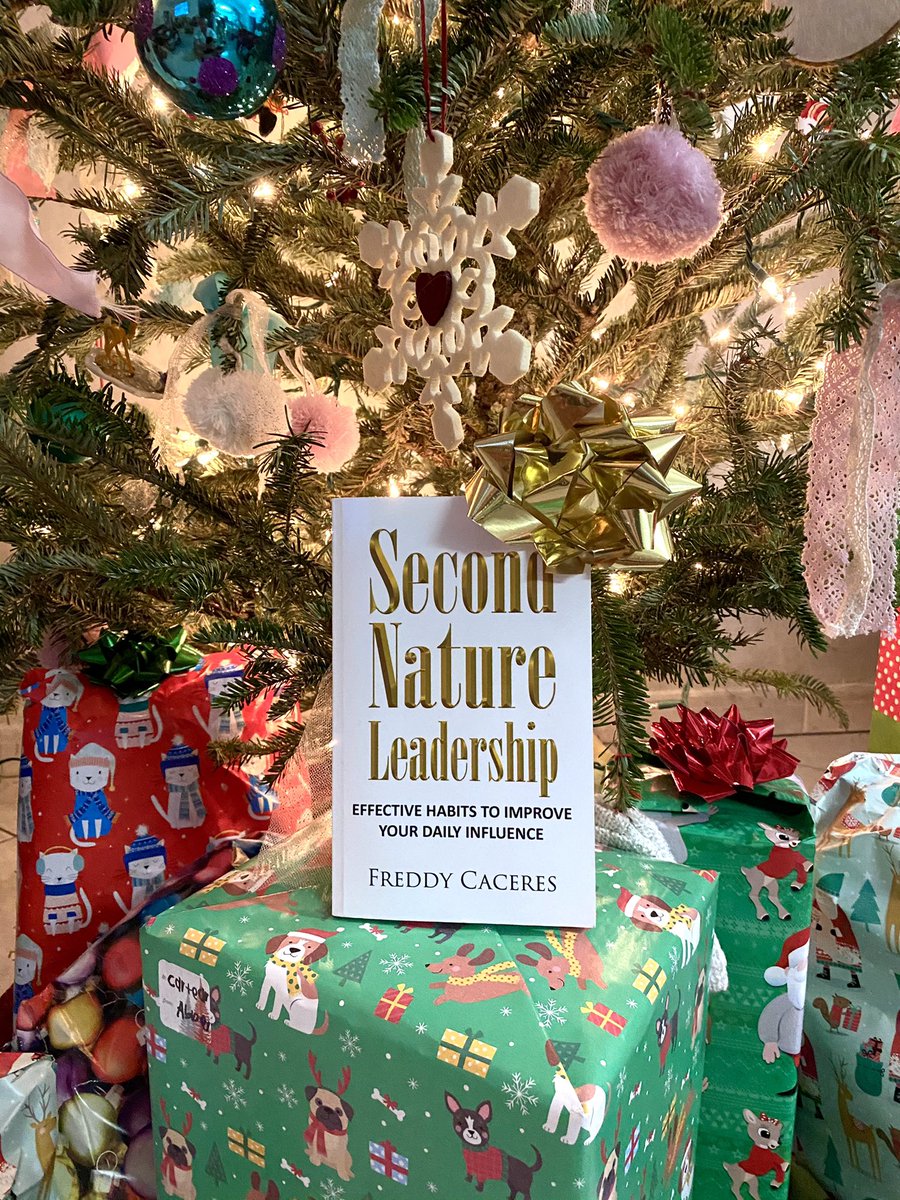 Second
Nature
Leadership
EFFECTIVE HABITS TO IMPROVE
YOUR DAILY INFLUENCE
FREDDY CACERES